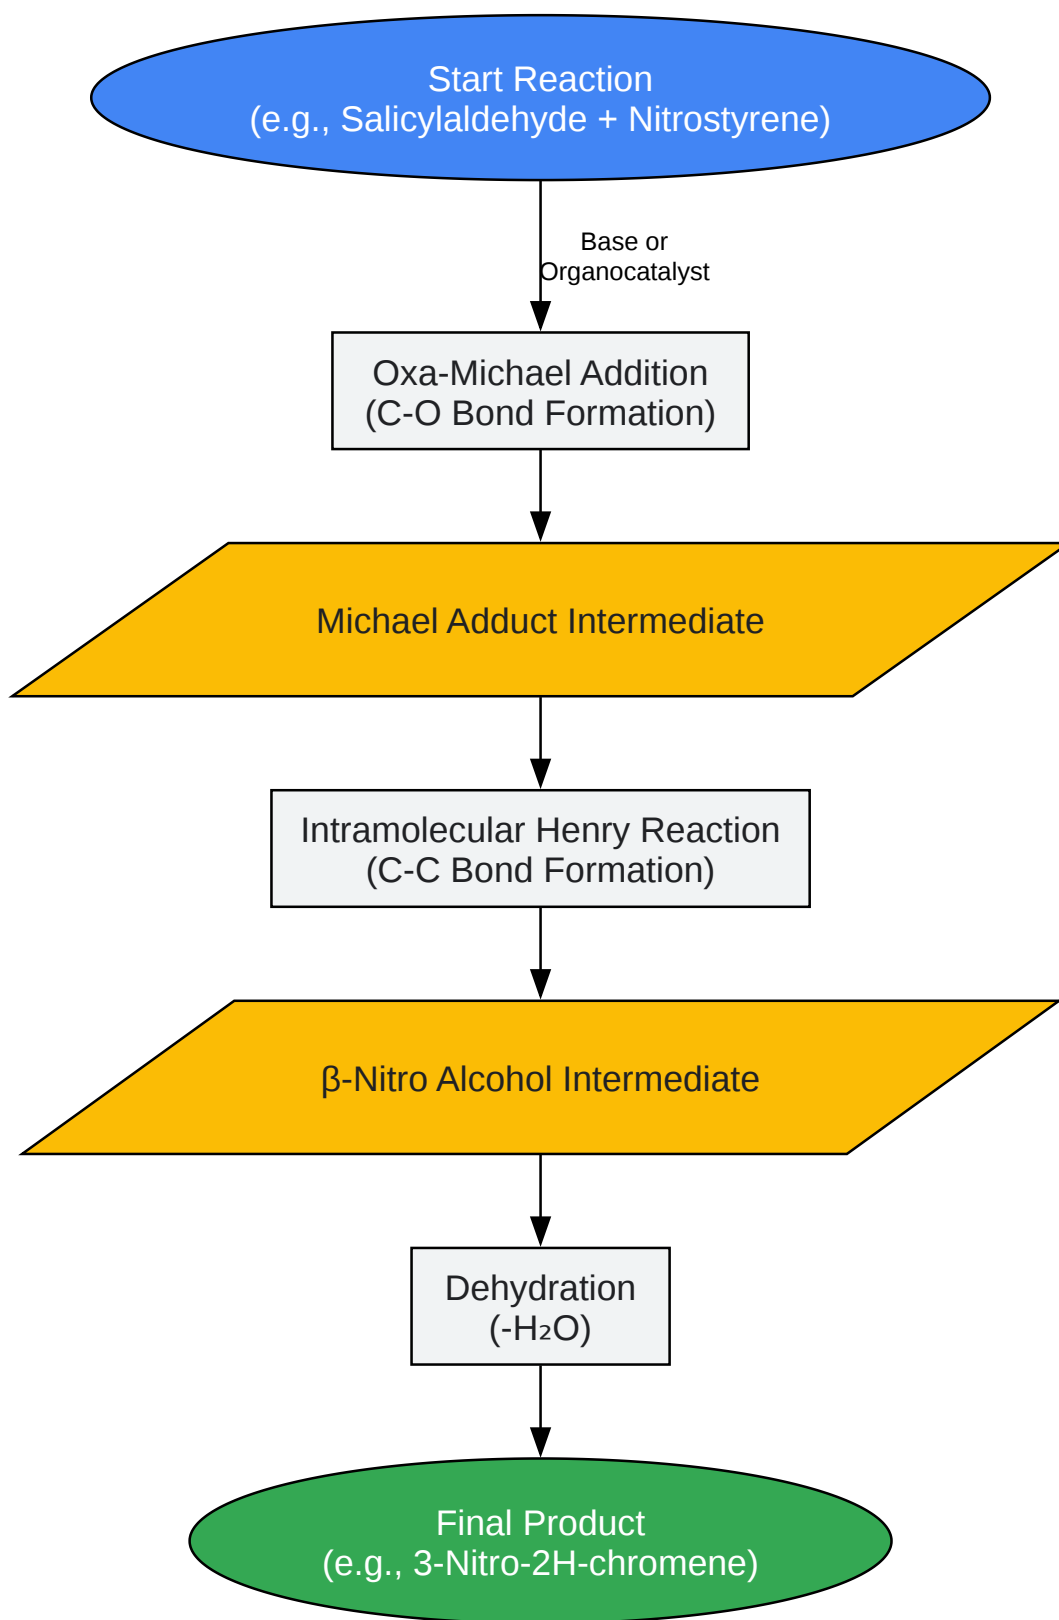 Start Reaction
(e.g., Salicylaldehyde + Nitrostyrene)
Base or
Organocatalyst
Oxa-Michael Addition
(C-O Bond Formation)
Michael Adduct Intermediate
Intramolecular Henry Reaction
(C-C Bond Formation)
β-Nitro Alcohol Intermediate
Dehydration
(-H₂O)
Final Product
(e.g., 3-Nitro-2H-chromene)